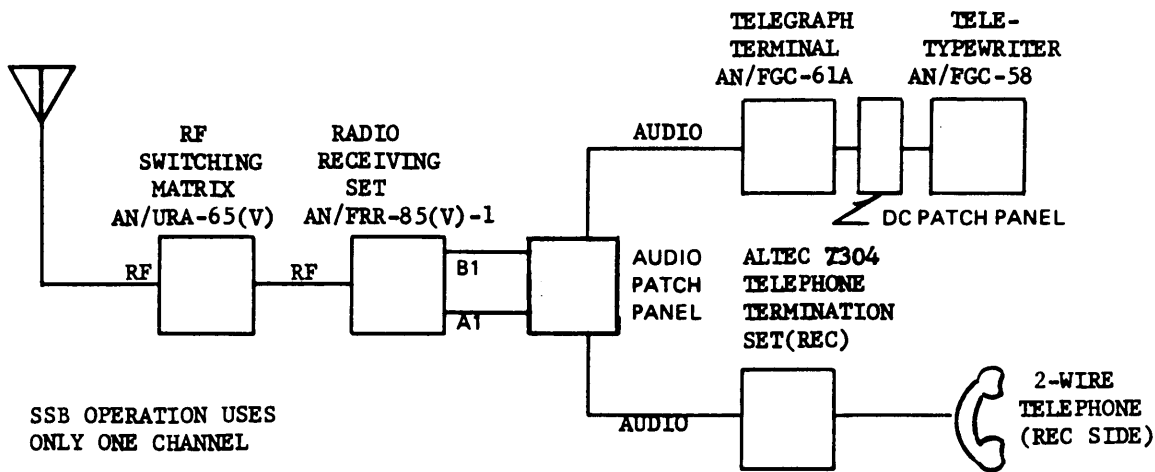 TELEGRAPH
TERMINAL
AN/FGC-61A
TELE-
TYPEWRITER
AN/FGC-58
RF
SWITCHING
MATRIX
AN/URA-65(V)
RADIO
RECEIVING
SET
AN/FRR-85(V)-1
AUDIO
DC PATCH PANEL
RF
RF
B1
A1
AUDIO
PATCH
PANEL
ALTEC 7304
TELEPHONE
TERMINATION
SET(REC)
AUDIO
2-WIRE
TELEPHONE
(REC SIDE)
SSB OPERATION USES
ONLY ONE CHANNEL